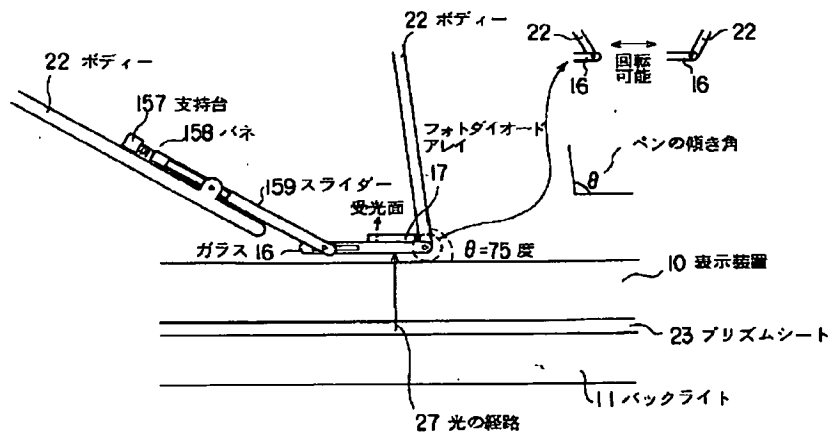 22 ボディー
22 ボディー
157 支持台
158 バネ
159 スライダー
フォトダイオード
アレイ
17
受光面
ガラス 16
θ=75 度
22
22
16
16
回転
可能
ペンの傾き角
θ
10 表示装置
23 プリズムシート
11 バックライト
27 光の経路